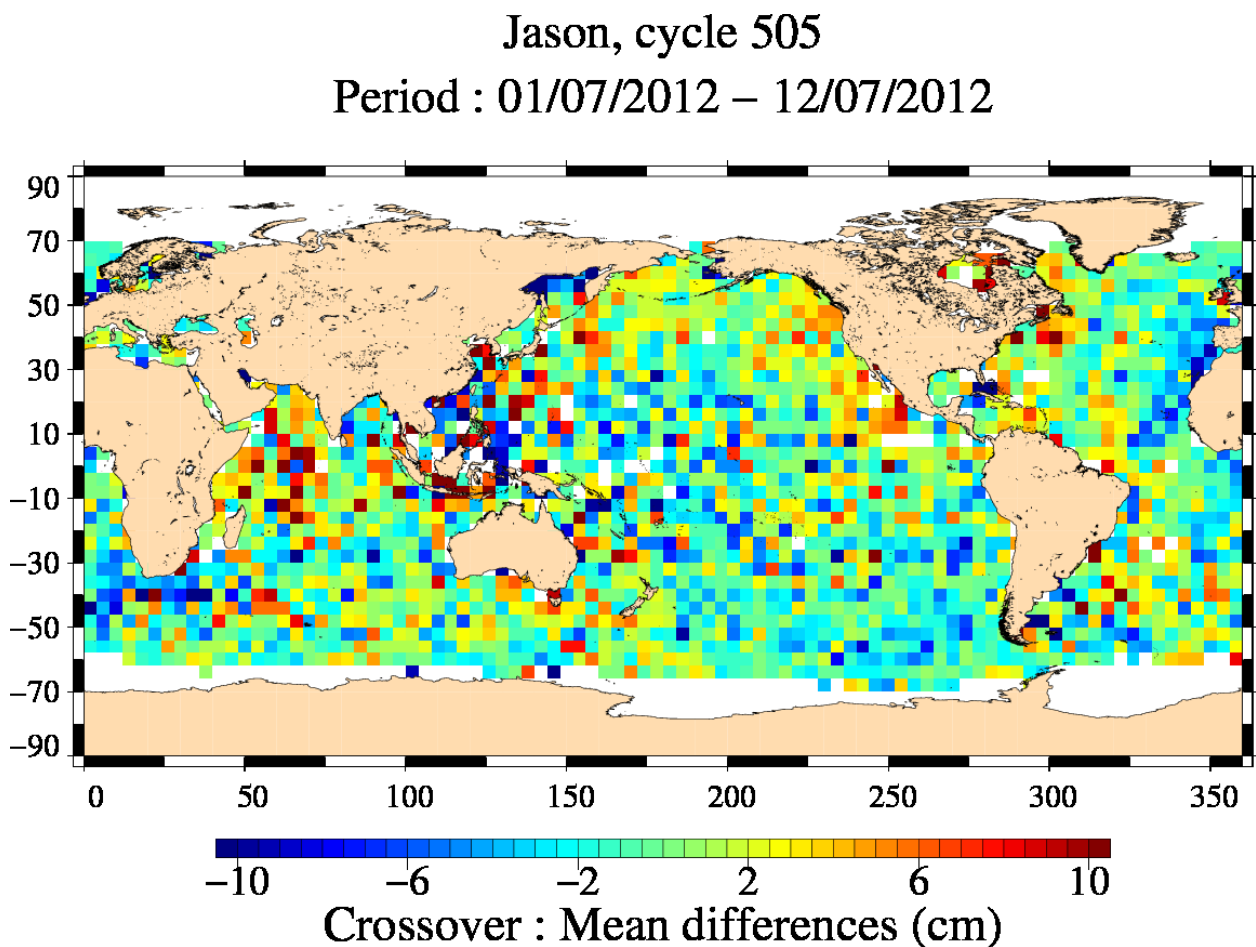 Jason, cycle 505
Period : 01/07/2012 – 12/07/2012
90
70
50
30
10
–10
–30
–50
–70
–90
0 50 100 150 200 250 300 350
–10 –6 –2 2 6 10
Crossover : Mean differences (cm)